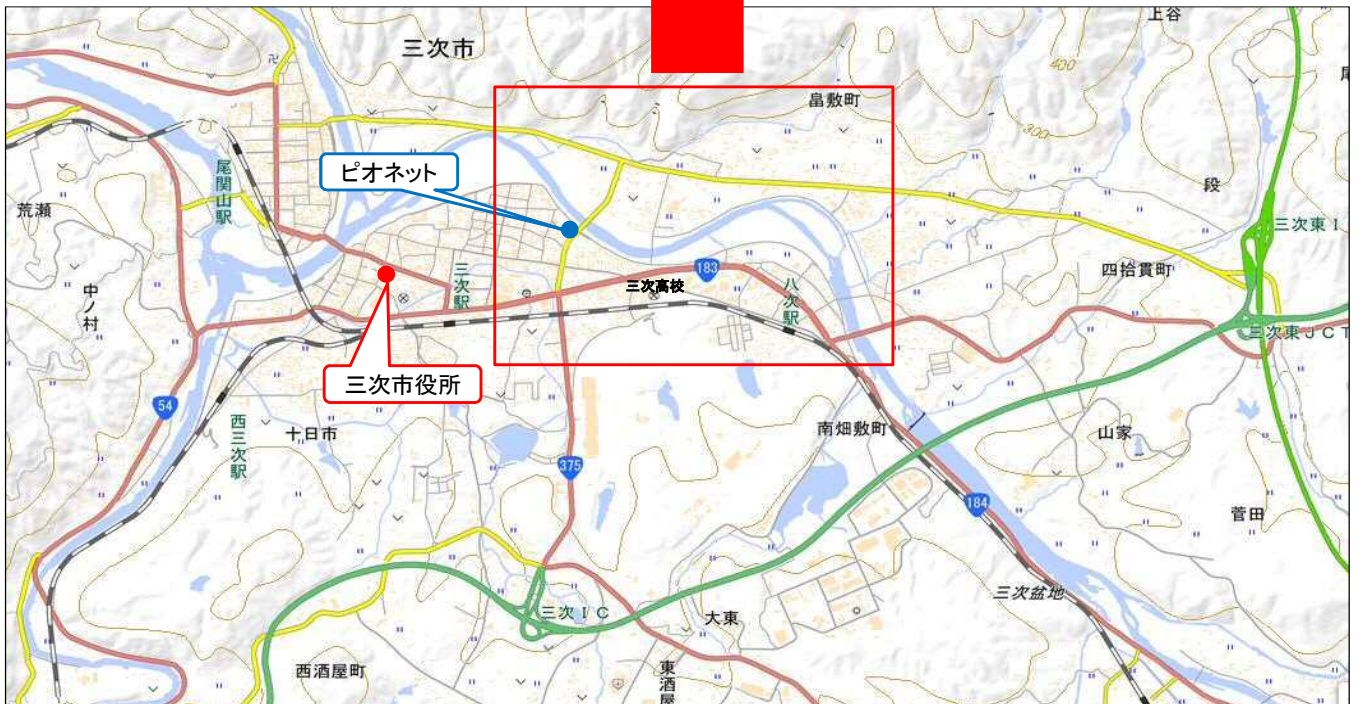 三次市
上谷
400
畠敷町
300
ピオネット
尾関山駅
荒瀬
段
三次東I
183
四拾貫町
三次駅
三次高校
八次駅
中ノ村
三次東JCT
三次市役所
54
十日市
西三次駅
南畑敷町
山家
375
184
菅田
三次盆地
三次IC
大東
西酒屋町
東酒屋